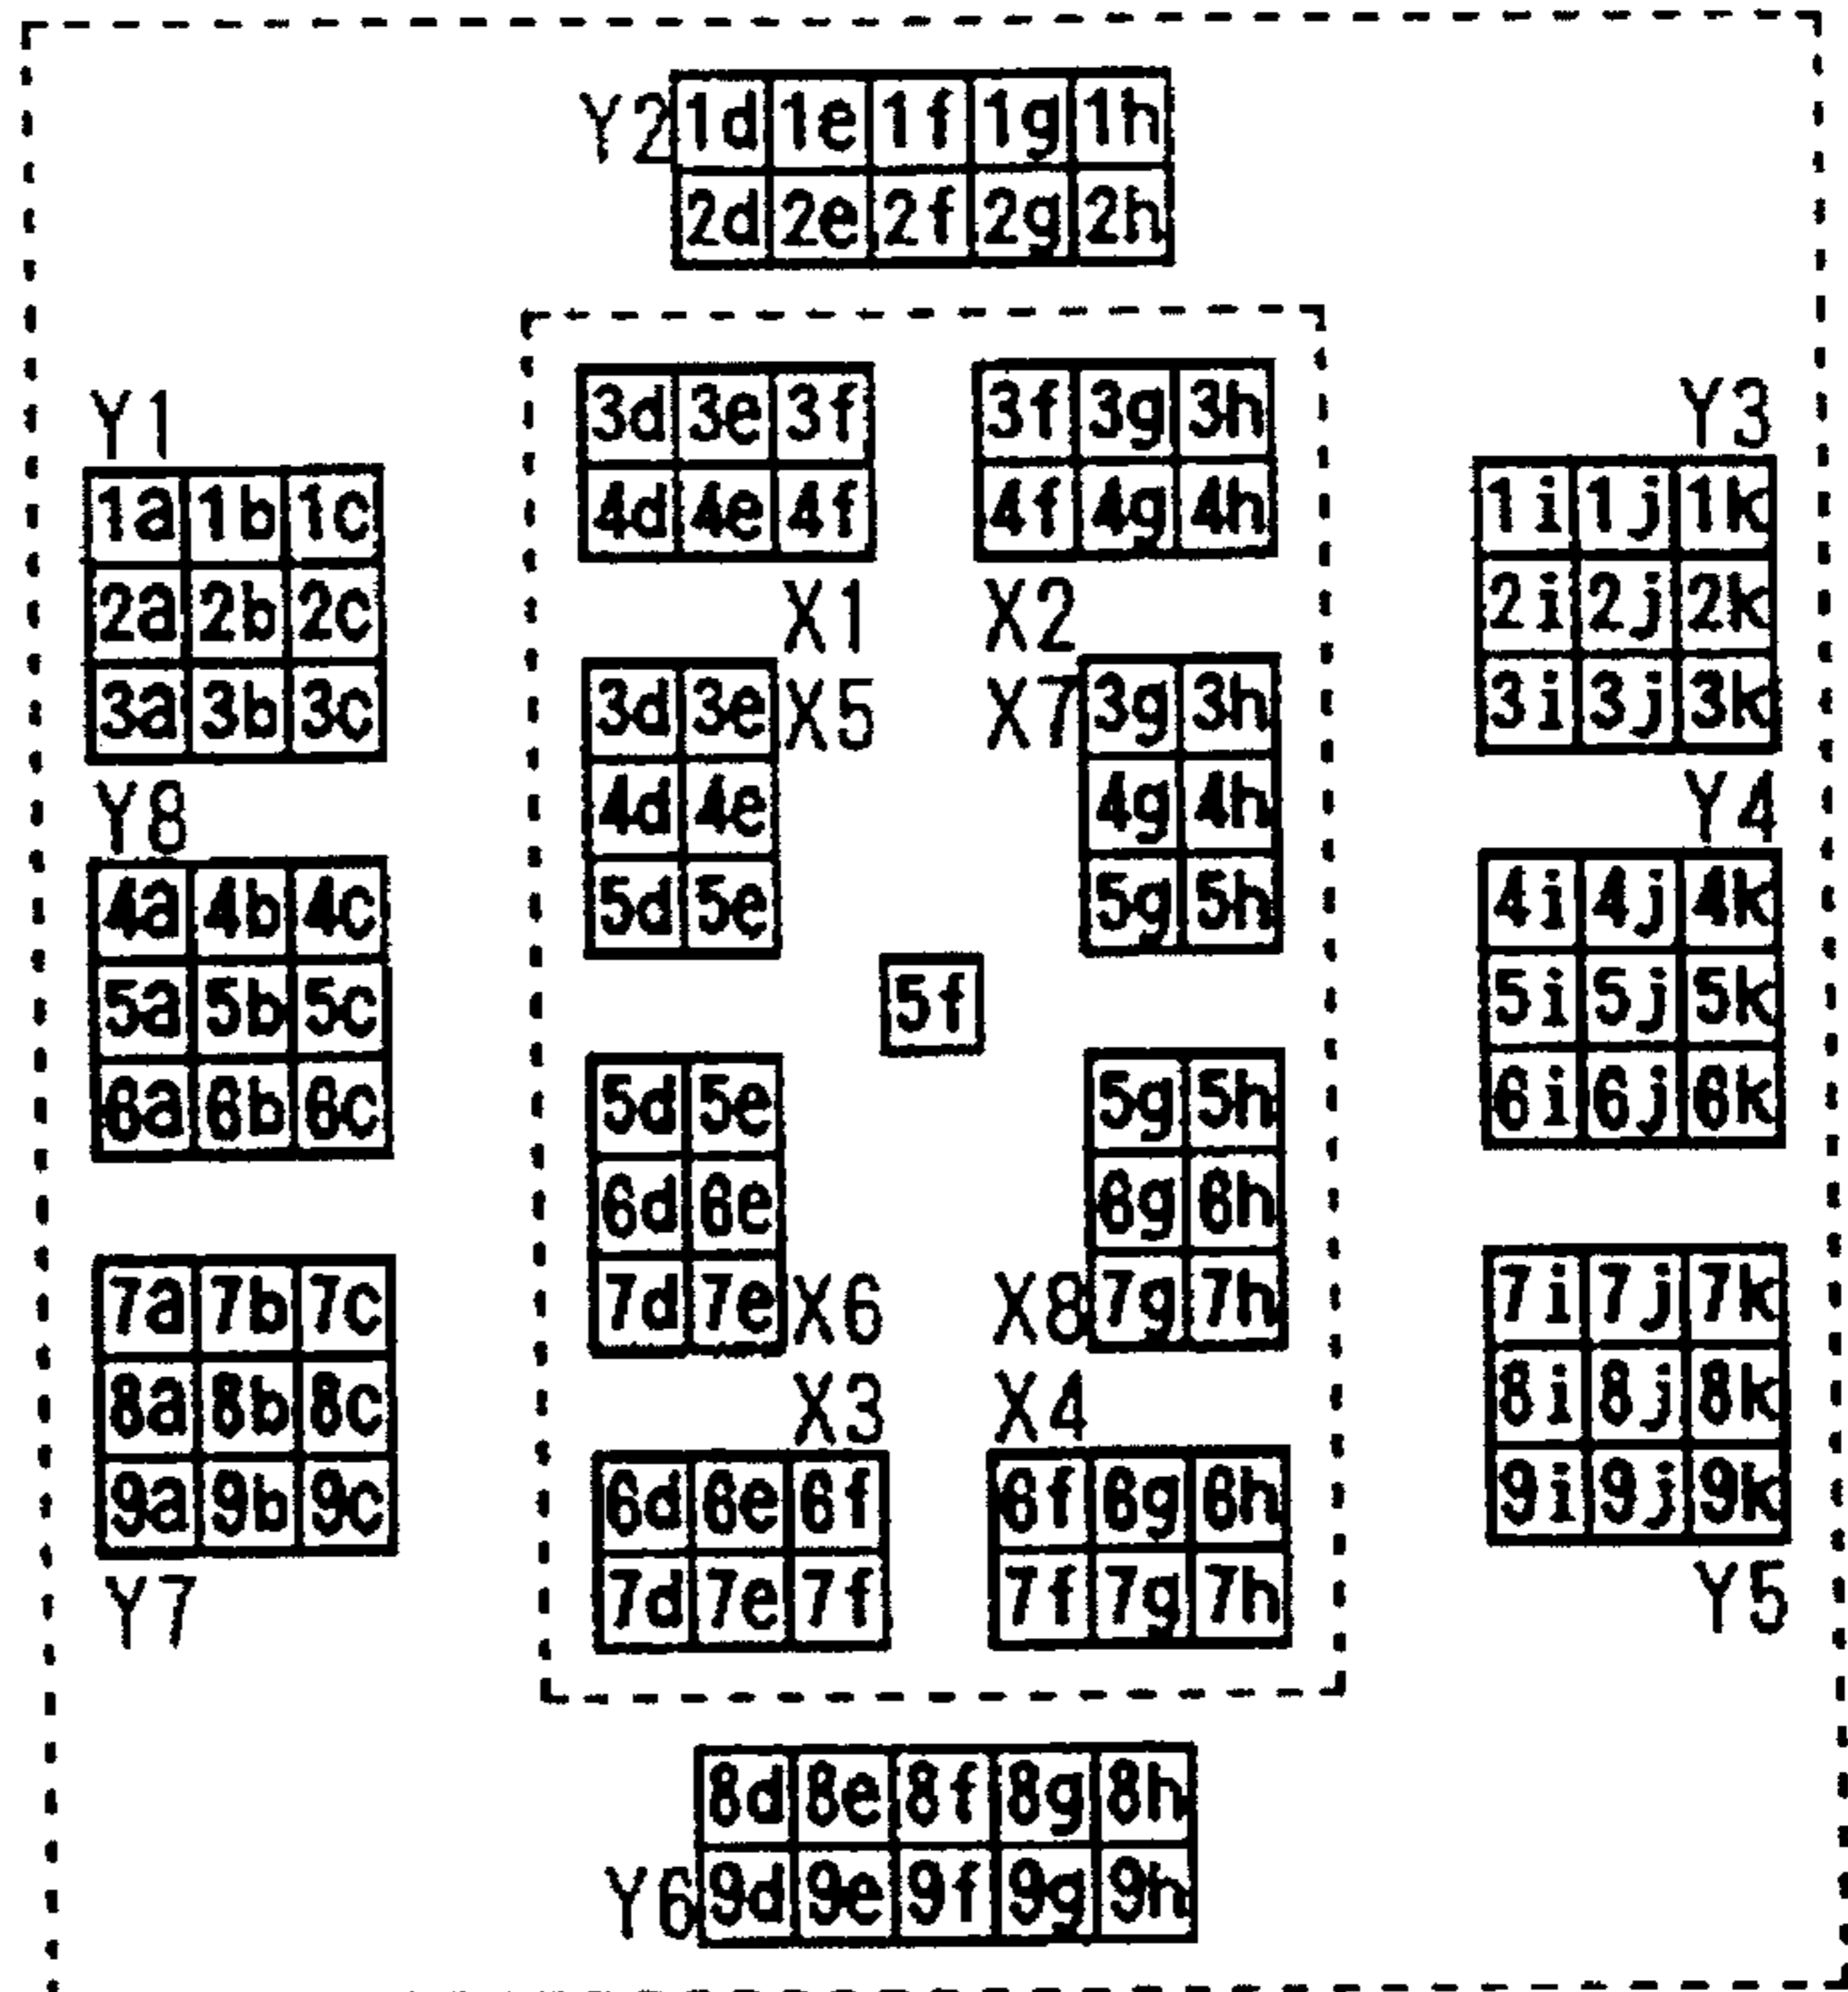 Y2 1d 1e 1f 1g 1h
2d 2e 2f 2g 2h
Y1
1a 1b 1c
2a 2b 2c
3a 3b 3c
Y8
4a 4b 4c
5a 5b 5c
6a 6b 6c
7a 7b 7c
8a 8b 8c
9a 9b 9c
Y7
3d 3e 3f
4d 4e 4f
X1
3f 3g 3h
4f 4g 4h
X2
3d 3e X5
4d 4e
5d 5e
X7 3g 3h
4g 4h
5g 5h
5f
5d 5e
6d 6e
7d 7e X6
5g 5h
6g 6h
X8 7g 7h
X3
6d 6e 6f
7d 7e 7f
X4
6f 6g 6h
7f 7g 7h
Y3
1i 1j 1k
2i 2j 2k
3i 3j 3k
Y4
4i 4j 4k
5i 5j 5k
6i 6j 6k
7i 7j 7k
8i 8j 8k
9i 9j 9k
Y5
8d 8e 8f 8g 8h
Y6 9d 9e 9f 9g 9h